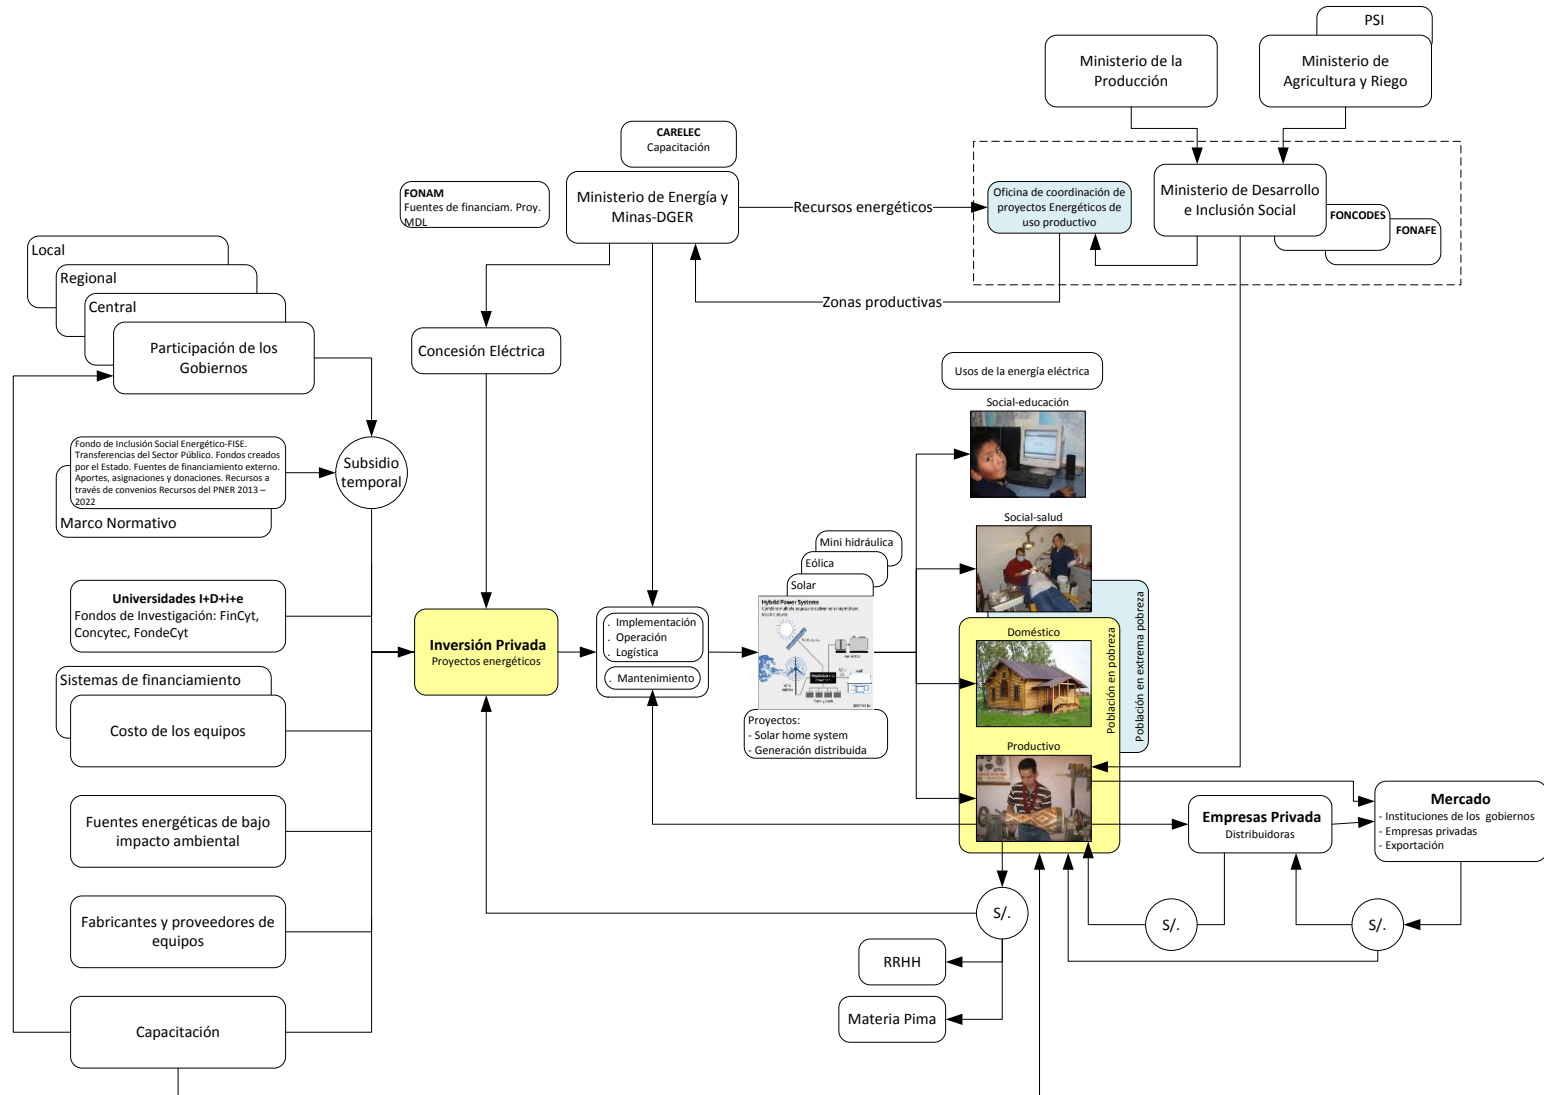 PSI
Ministerio de la
Producción
Ministerio de
Agricultura y Riego
CARELEC
Capacitación
FONAM
Fuentes de financiam. Proy.
MDL
Ministerio de Energía y
Minas-DGER
Recursos energéticos
Oficina de coordinación de
proyectos Energéticos de
uso productivo
Ministerio de Desarrollo
e Inclusión Social
FONCODES
FONAFE
Local
Regional
Central
Participación de los
Gobiernos
Zonas productivas
Concesión Eléctrica
Usos de la energía eléctrica
Social-educación
Fondo de Inclusión Social Energético-FISE.
Transferencias del Sector Público. Fondos creados
por el Estado. Fuentes de financiamiento externo.
Aportes, asignaciones y donaciones. Recursos a
través de convenios Recursos del PNER 2013 –
2022
Marco Normativo
Subsidio
temporal
Social-salud
Mini hidráulica
Eólica
Solar
Hybrid Power Systems
Universidades I+D+i+e
Fondos de Investigación: FinCyt,
Concytec, FondeCyt
Inversión Privada
Proyectos energéticos
. Implementación
. Operación
. Logística
. Mantenimiento
Doméstico
Población en pobreza
Población en extrema pobreza
Sistemas de financiamiento
Costo de los equipos
Proyectos:
- Solar home system
- Generación distribuida
Productivo
Fuentes energéticas de bajo
impacto ambiental
Empresas Privada
Distribuidoras
Mercado
- Instituciones de los gobiernos
- Empresas privadas
- Exportación
Fabricantes y proveedores de
equipos
S/.
S/.
S/.
RRHH
Materia Pima
Capacitación